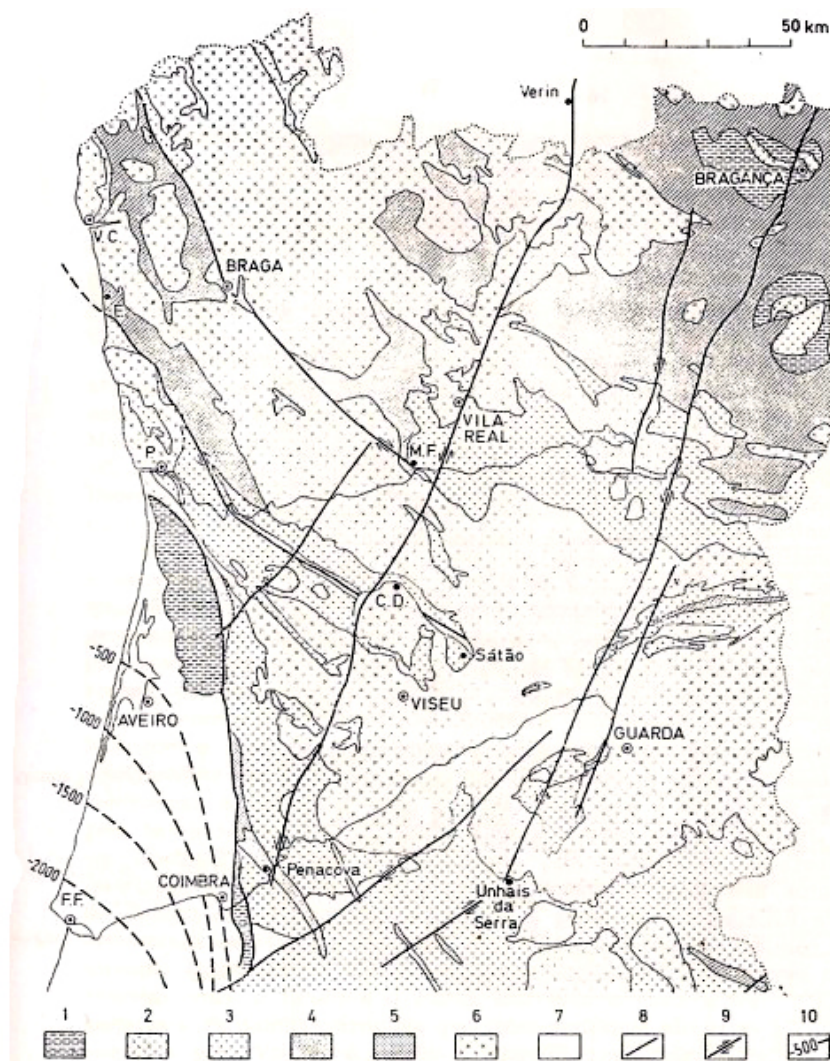 0 50 km
Verin
BRAGANÇA
V.C.
BRAGA
E.
VILA
REAL
P.
M.F.
C.D.
Sátão
-500
VISEU
AVEIRO
GUARDA
-1000
-1500
-2000
COIMBRA
Penacova
F.F.
Unhais
da
Serra
1 2 3 4 5 6 7 8 9 10
-500